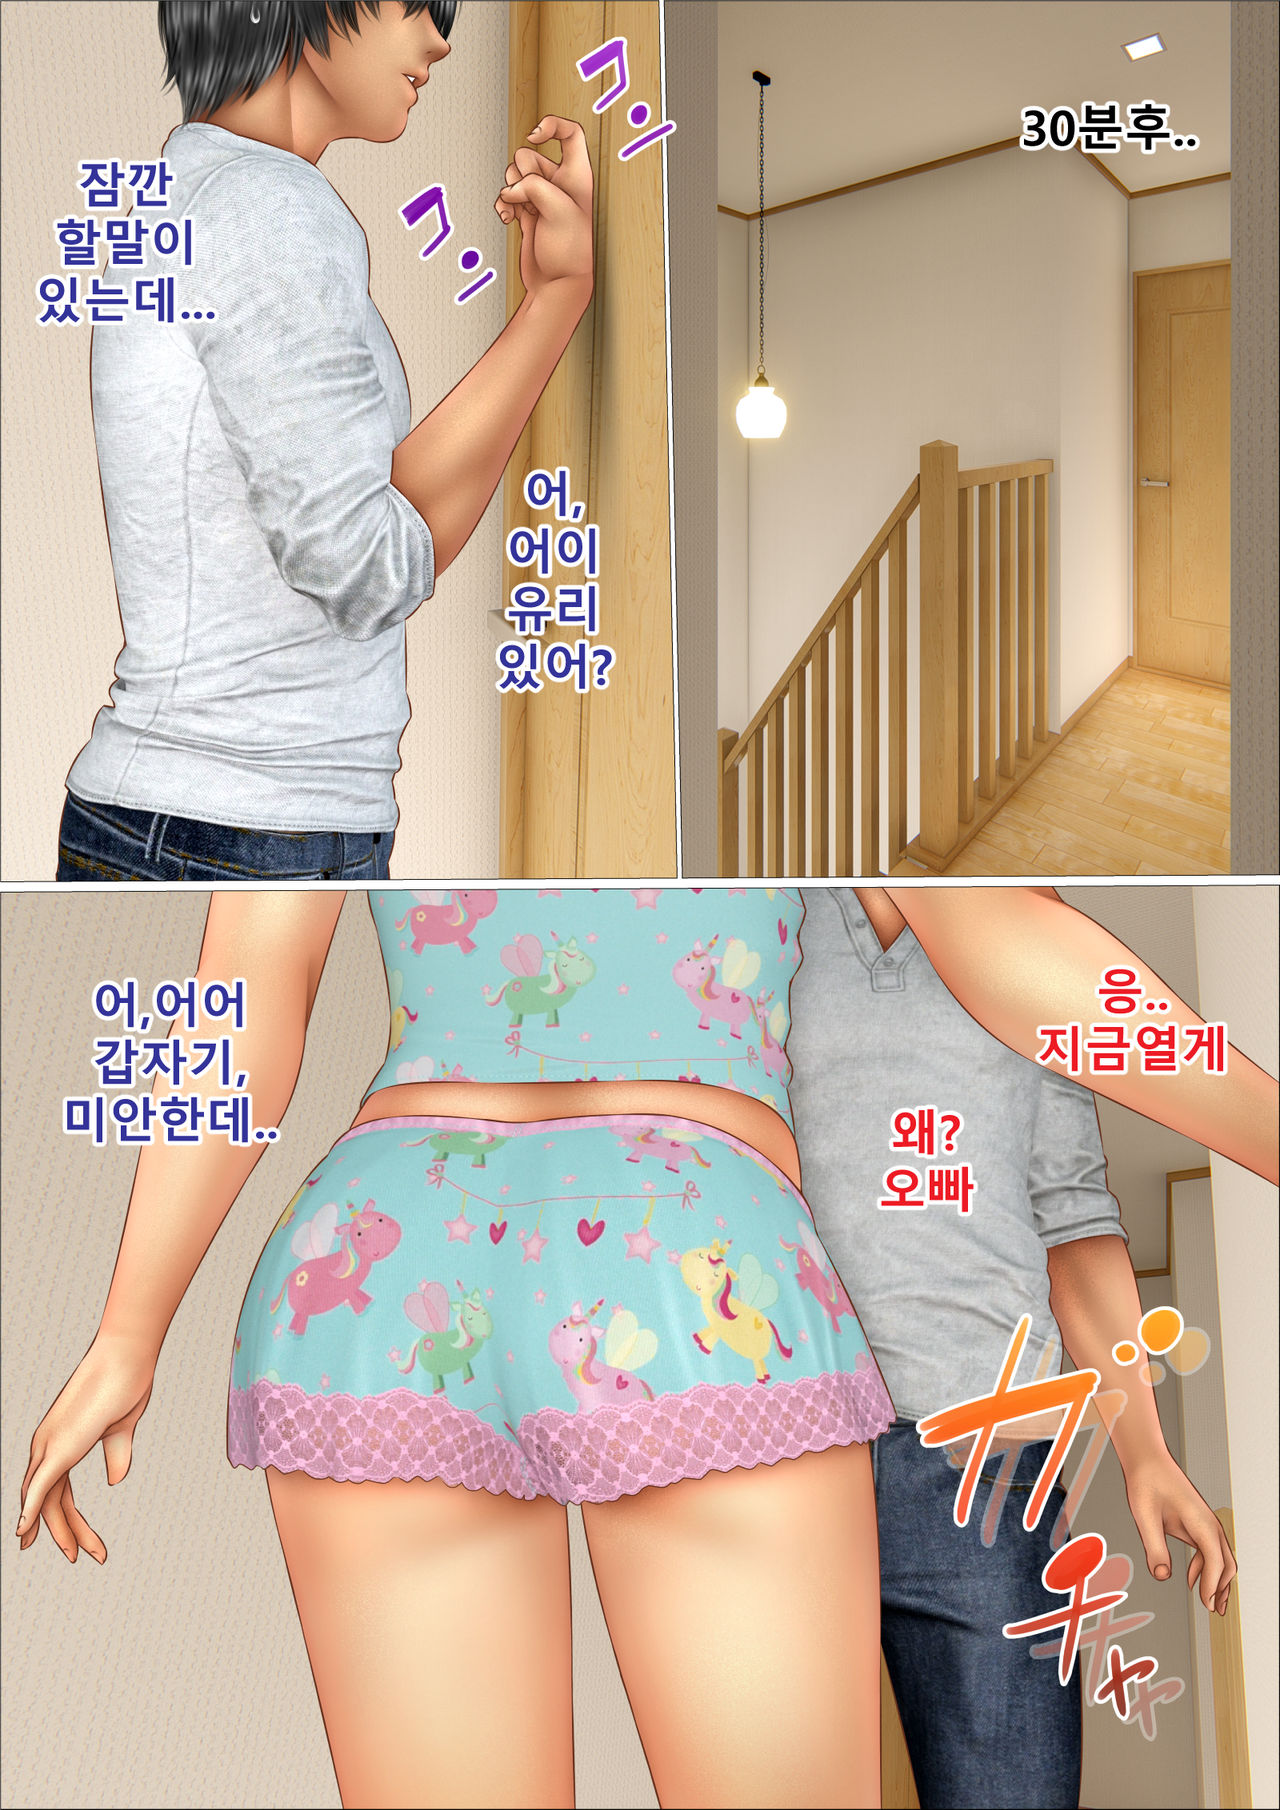 30분후..
コンコン
어,
어이
유리
있어?
잠깐
할말이
있는데...
응..
지금열게
왜?
오빠
ガチャ
어,어어
갑자기,
미안한데..